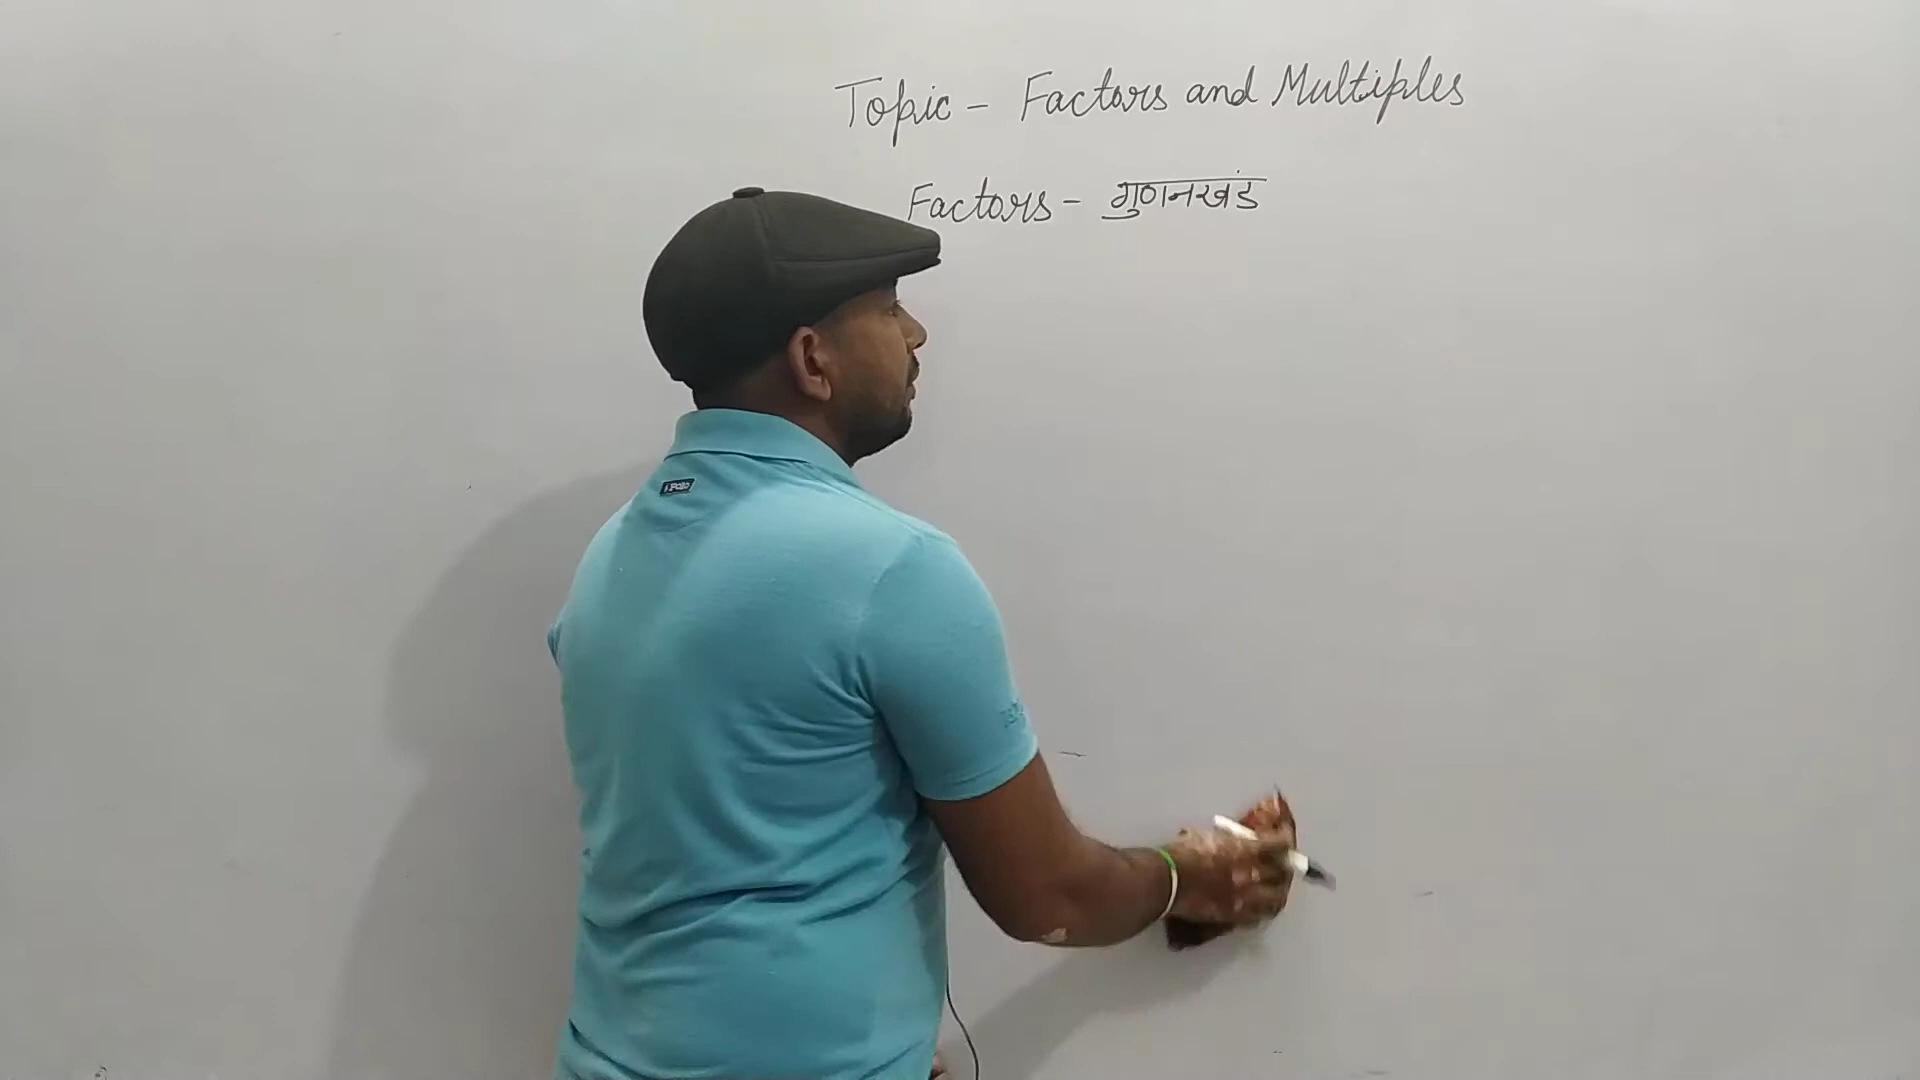 Topic - Factors and Multiples
Factors - गुणनखंड